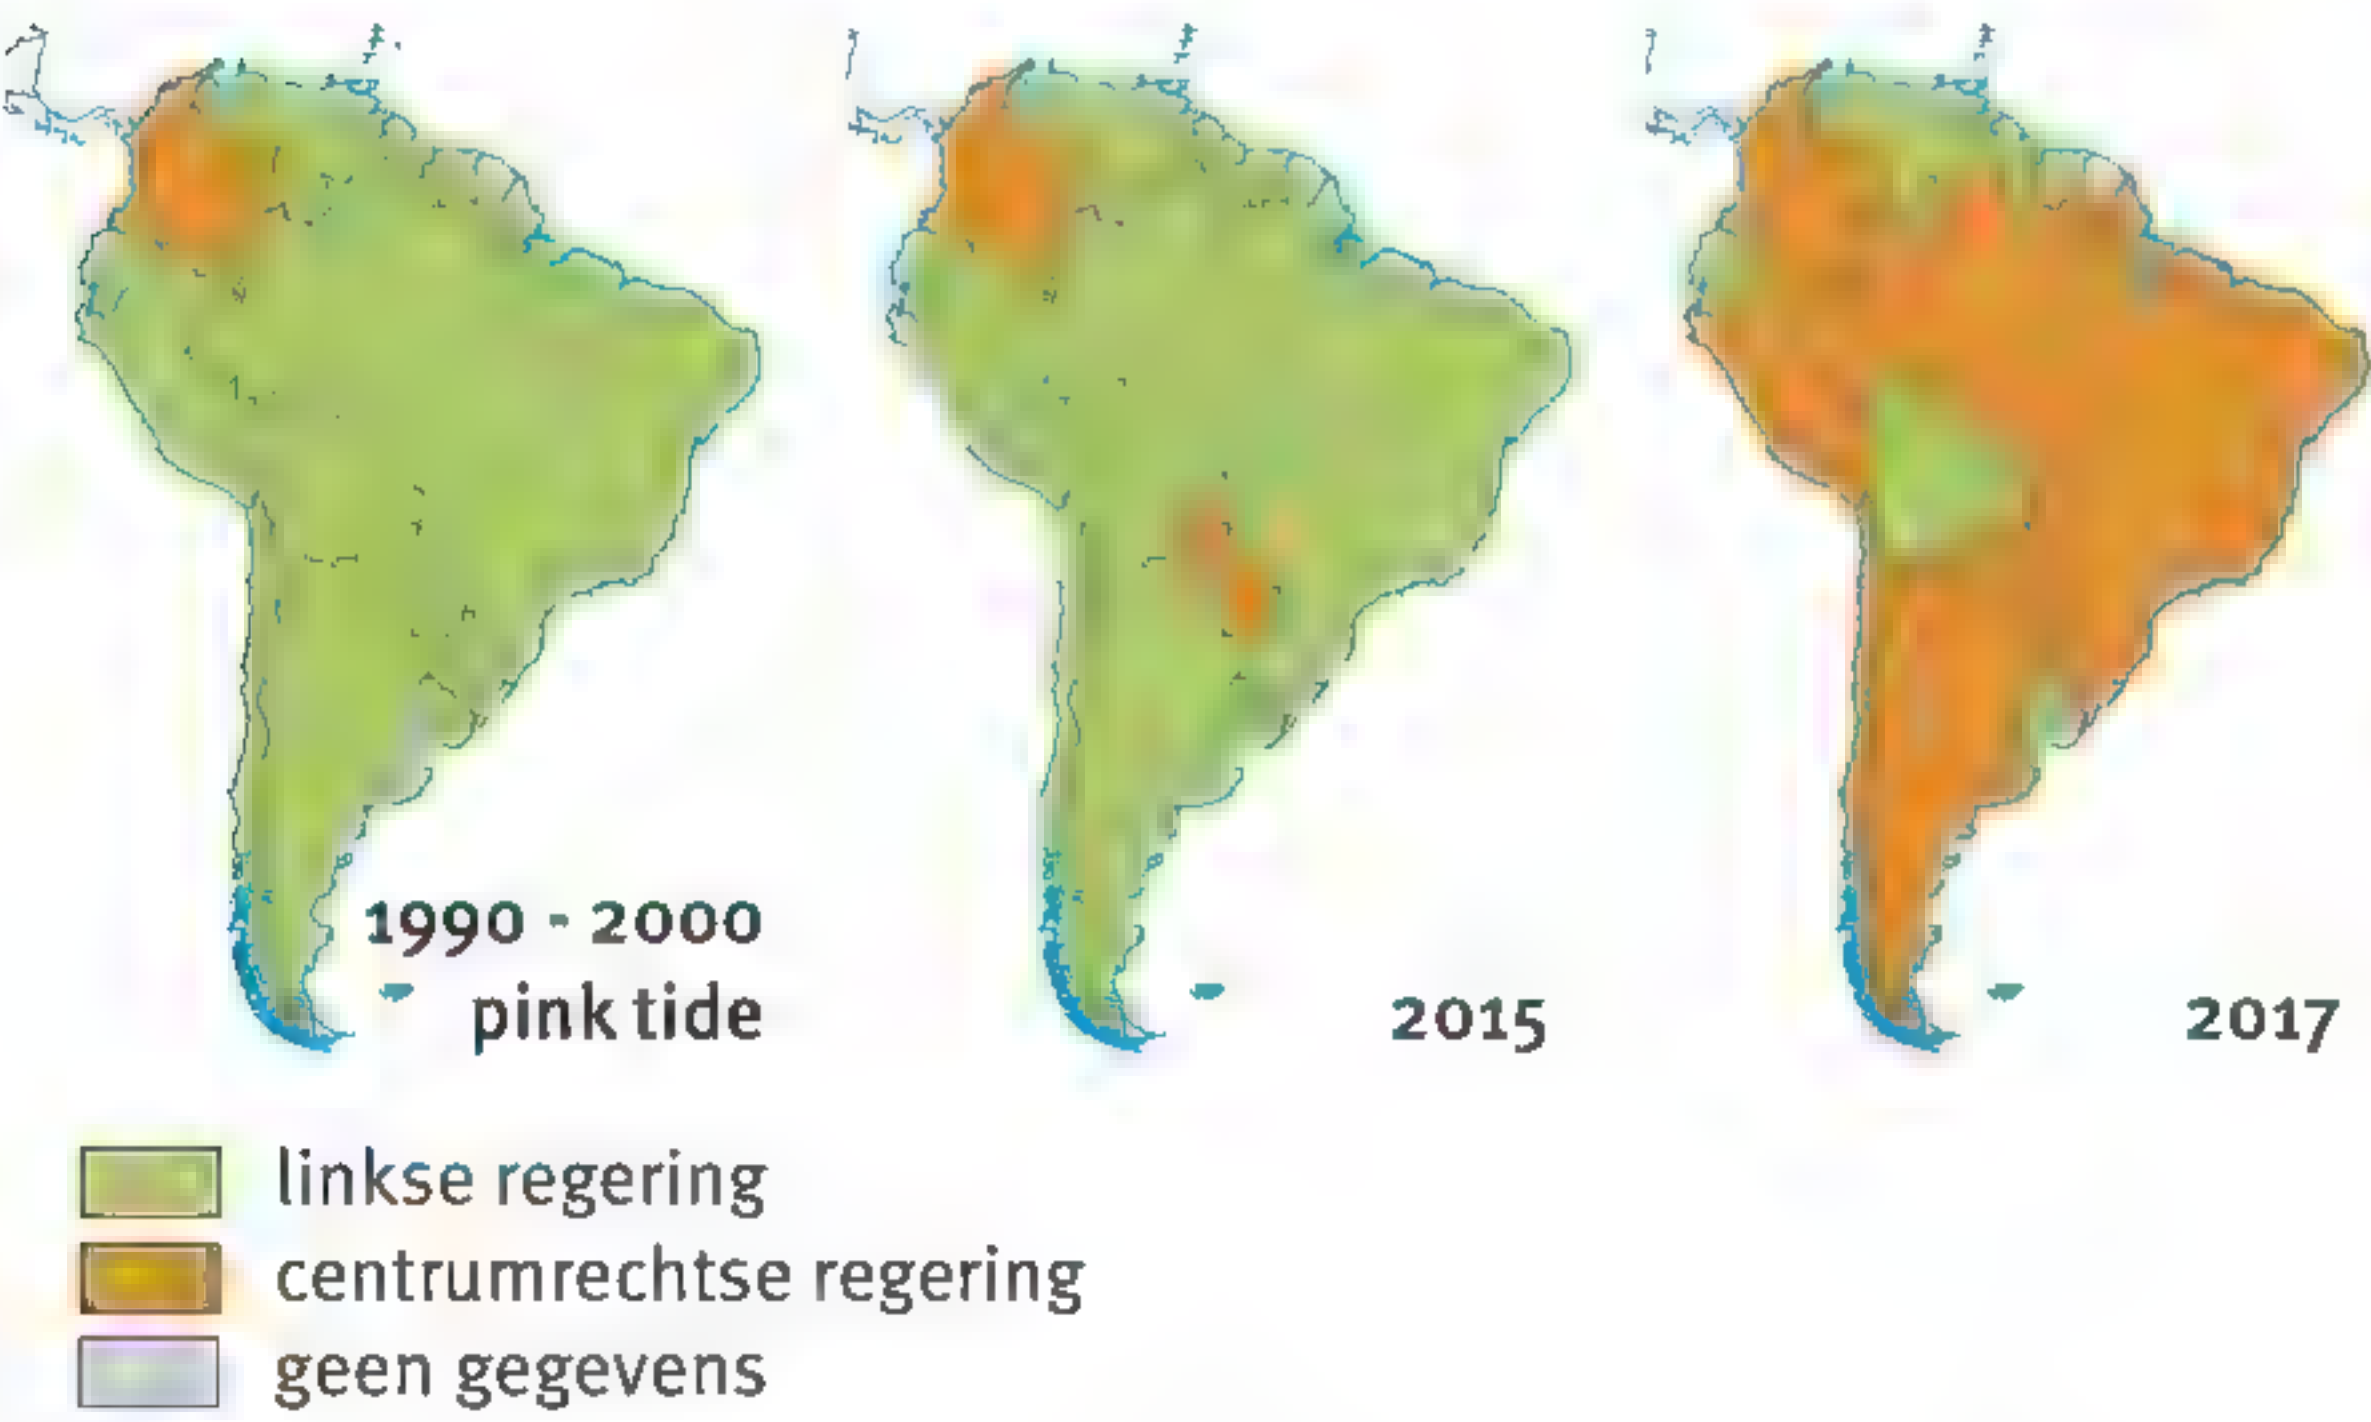 1990 - 2000
pink tide
2015
2017
linkse regering
centrumrechtse regering
geen gegevens